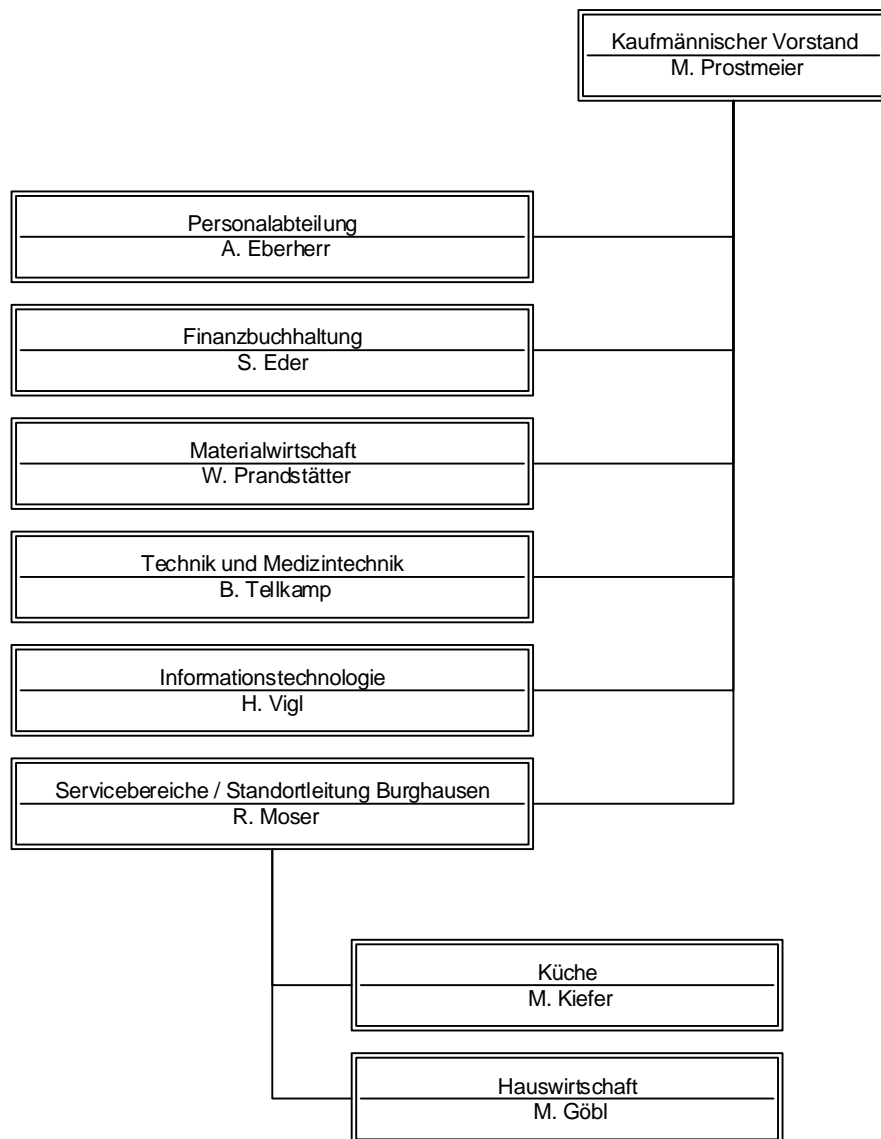 Kaufmännischer Vorstand
M. Prostmeier
Personalabteilung
A. Eberherr
Finanzbuchhaltung
S. Eder
Materialwirtschaft
W. Prandstätter
Technik und Medizintechnik
B. Tellkamp
Informationstechnologie
H. Vigl
Servicebereiche / Standortleitung Burghausen
R. Moser
Küche
M. Kiefer
Hauswirtschaft
M. Göbl